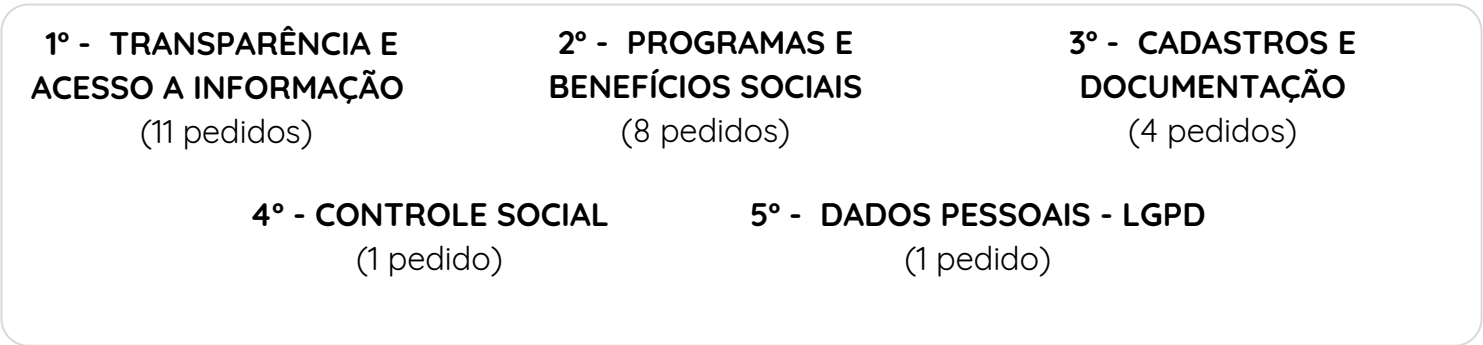 1º - TRANSPARÊNCIA E
ACESSO A INFORMAÇÃO
(11 pedidos)
2º - PROGRAMAS E
BENEFÍCIOS SOCIAIS
(8 pedidos)
3º - CADASTROS E
DOCUMENTAÇÃO
(4 pedidos)
4º - CONTROLE SOCIAL
(1 pedido)
5º - DADOS PESSOAIS - LGPD
(1 pedido)